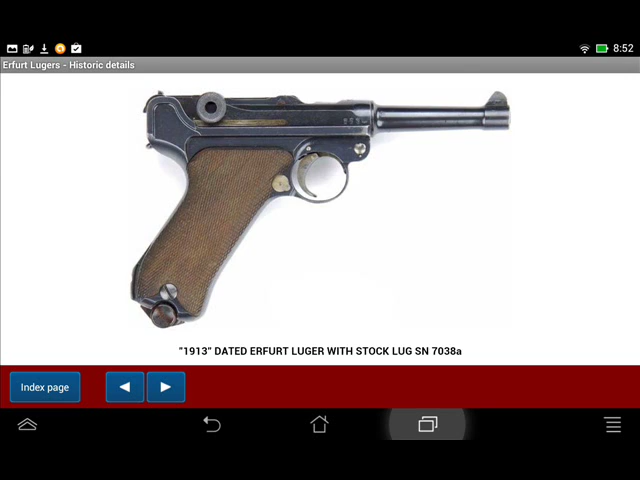 8:52
Erfurt Lugers - Historic details
"1913" DATED ERFURT LUGER WITH STOCK LUG SN 7038a
Index page